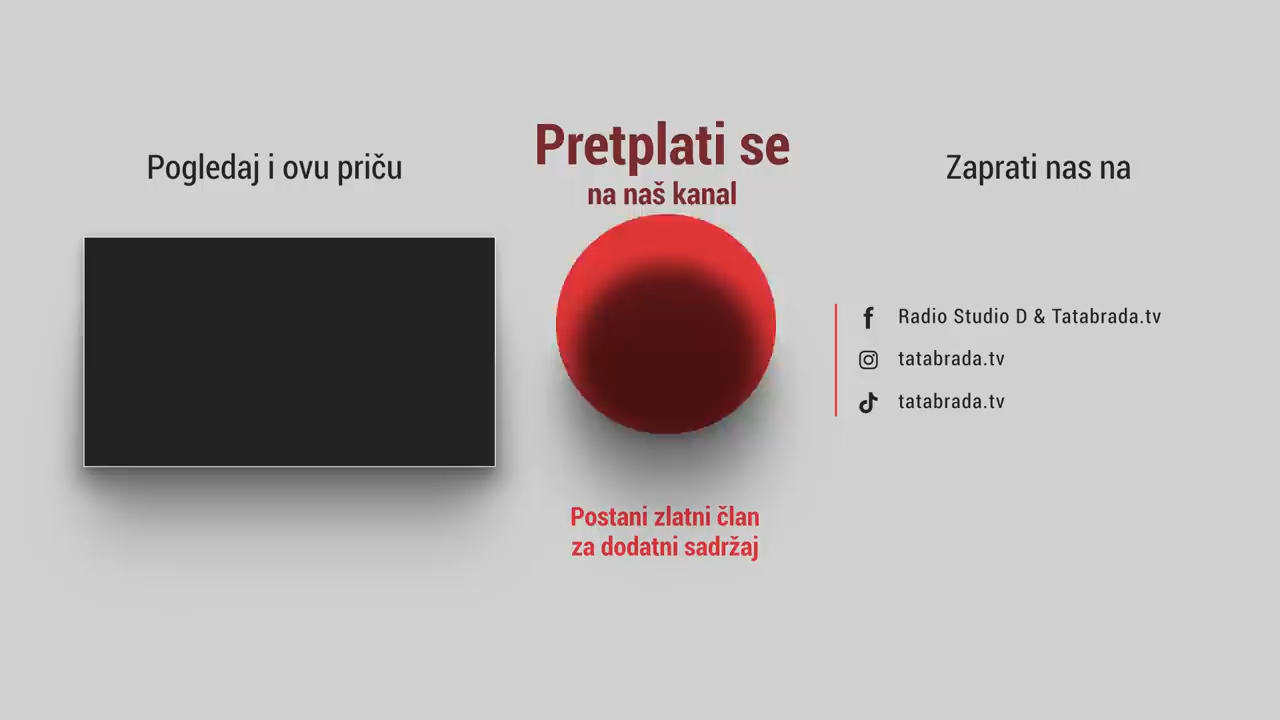 Pogledaj i ovu priču
Pretplati se
na naš kanal
Postani zlatni član
za dodatni sadržaj
Zaprati nas na
Radio Studio D & Tatabrada.tv
tatabrada.tv
tatabrada.tv